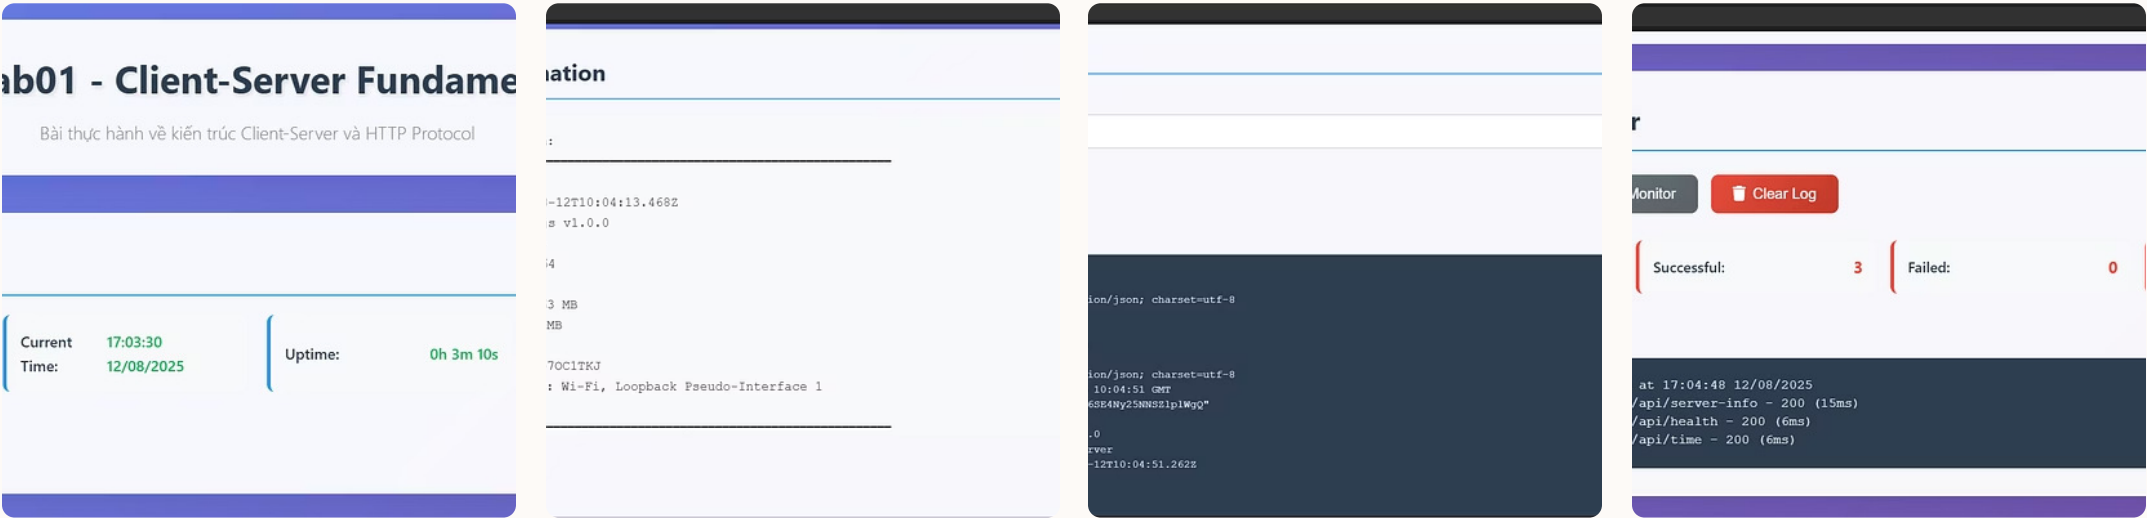 ab01 - Client-Server Fundame
Bài thực hành về kiến trúc Client-Server và HTTP Protocol
Current Time:
17:03:30 12/08/2025
Uptime:
0h 3m 10s
nation
:
-12T10:04:13.468Z
s v1.0.0
64
3 MB
MB
7OC1TKJ
: Wi-Fi, Loopback Pseudo-Interface 1
ion/json; charset=utf-8
ion/json; charset=utf-8
10:04:51 GMT
.0
rver
-12T10:04:51.262Z
r
Monitor
Clear Log
Successful: 3
Failed: 0
at 17:04:48 12/08/2025
/api/server-info - 200 (15ms)
/api/health - 200 (6ms)
/api/time - 200 (6ms)